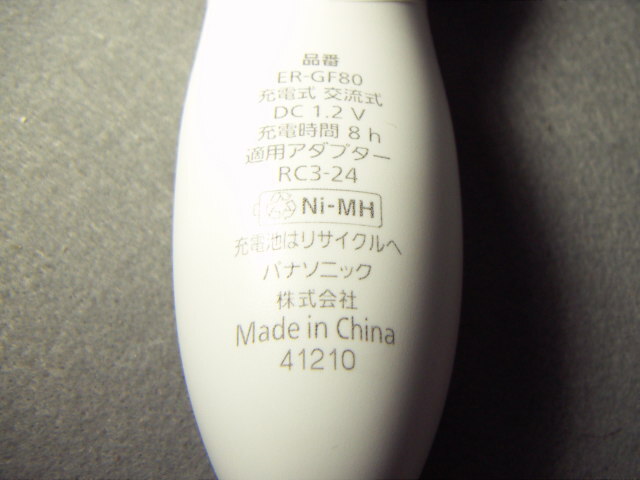 品番
ER-GF80
充電式 交流式
DC 1.2 V
充電時間 8 h
適用アダプター
RC3-24
Ni-MH
充電池はリサイクルへ
パナソニック
株式会社
Made in China
41210